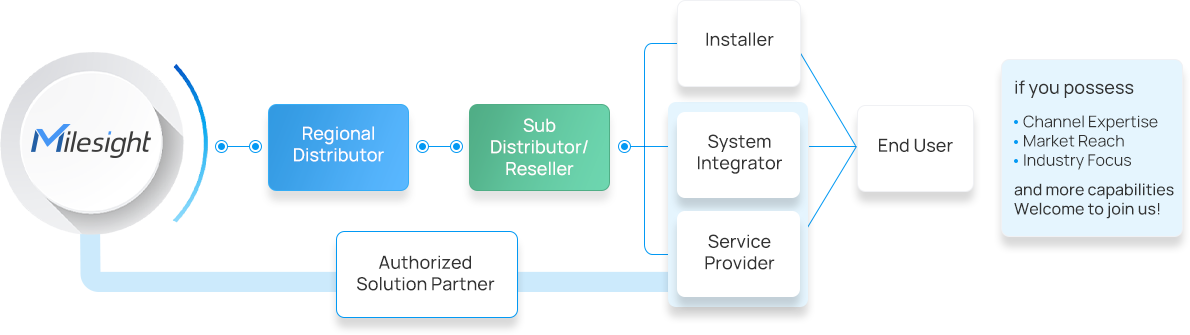 Milesight
Regional
Distributor
Sub
Distributor/
Reseller
Installer
System
Integrator
Service
Provider
End User
Authorized
Solution Partner
if you possess
• Channel Expertise
• Market Reach
• Industry Focus
and more capabilities
Welcome to join us!